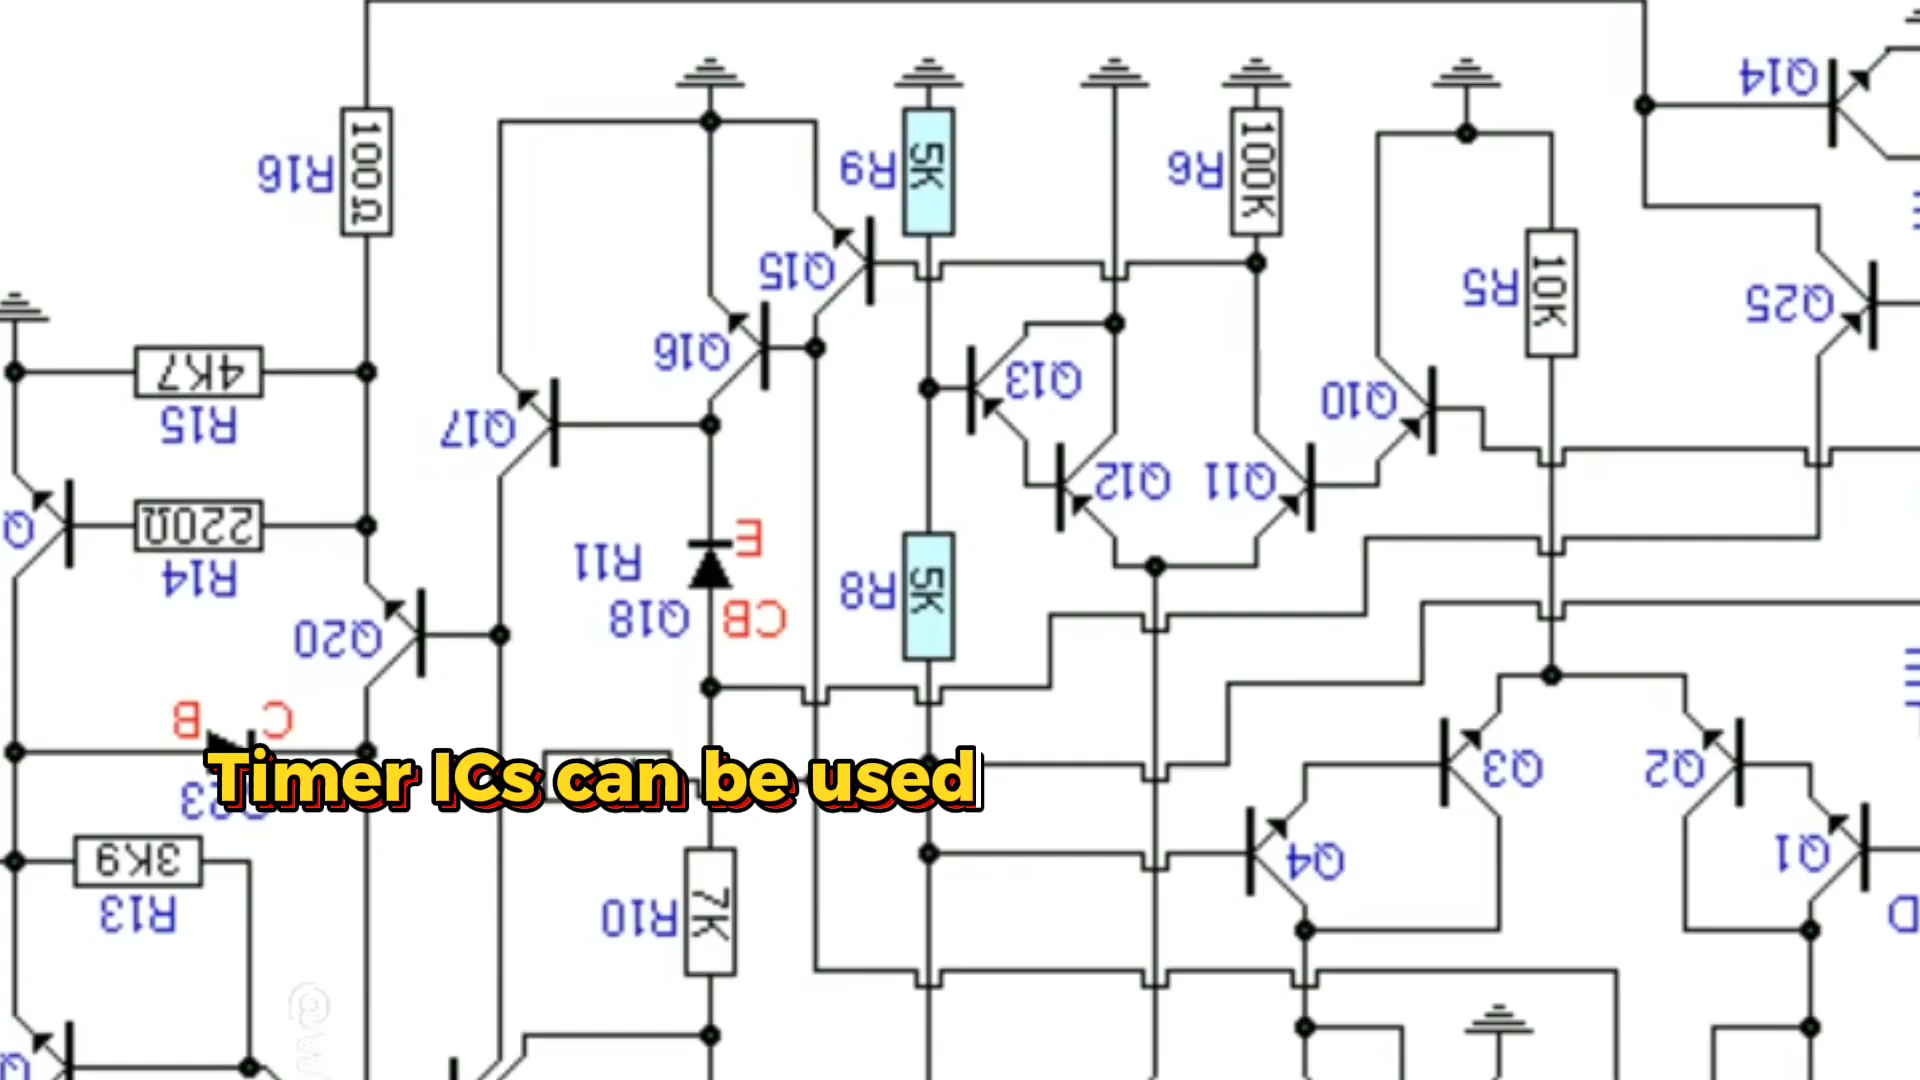 Q14
R16
100Ω
R9
5K
R6
100K
Q15
R5
10K
Q25
Q16
4K7
R15
Q13
Q10
Q17
Q12
Q11
Q
220Ω
R14
E
R11
Q18
CB
R8
5K
Q20
B
C
Timer ICs can be used
Q3
Q2
3K9
R13
R10
7K
Q4
Q1
D